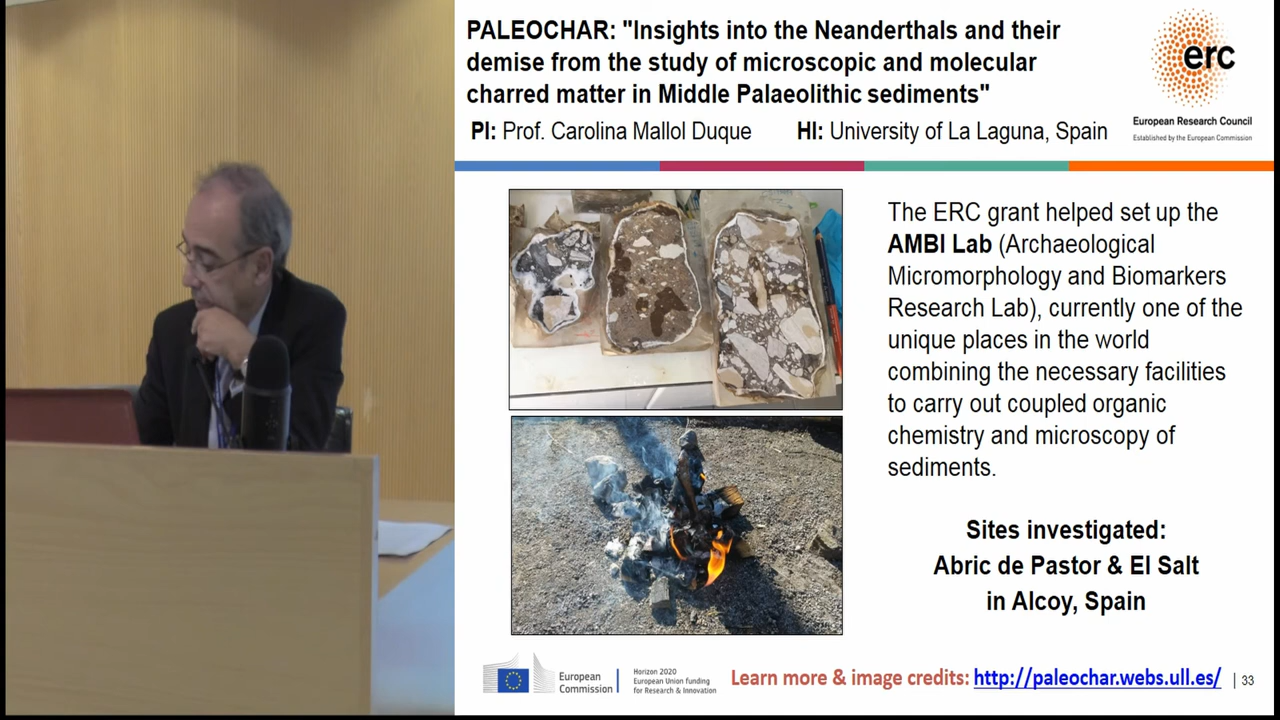 PALEOCHAR: "Insights into the Neanderthals and their
demise from the study of microscopic and molecular
charred matter in Middle Palaeolithic sediments"
PI: Prof. Carolina Mallol Duque HI: University of La Laguna, Spain
erc
European Research Council
Established by the European Commission
The ERC grant helped set up the
AMBI Lab (Archaeological
Micromorphology and Biomarkers
Research Lab), currently one of the
unique places in the world
combining the necessary facilities
to carry out coupled organic
chemistry and microscopy of
sediments.
Sites investigated:
Abric de Pastor & El Salt
in Alcoy, Spain
European
Commission
Horizon 2020
European Union funding
for Research & Innovation
Learn more & image credits: http://paleochar.webs.ull.es/ | 33